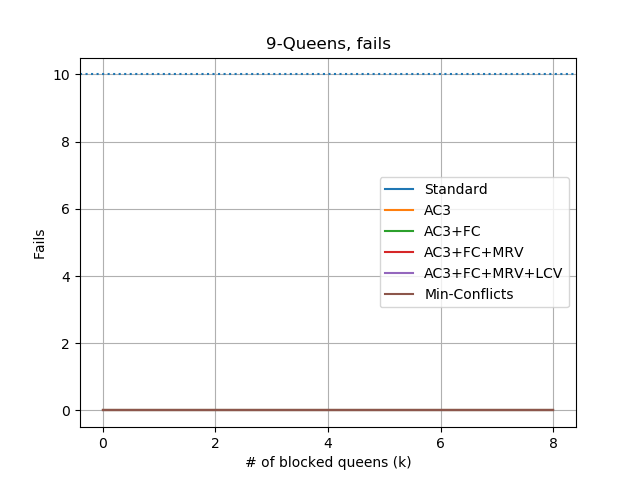 9-Queens, fails
10
8
6
4
2
0
Fails
Standard
AC3
AC3+FC
AC3+FC+MRV
AC3+FC+MRV+LCV
Min-Conflicts
0 2 4 6 8
# of blocked queens (k)